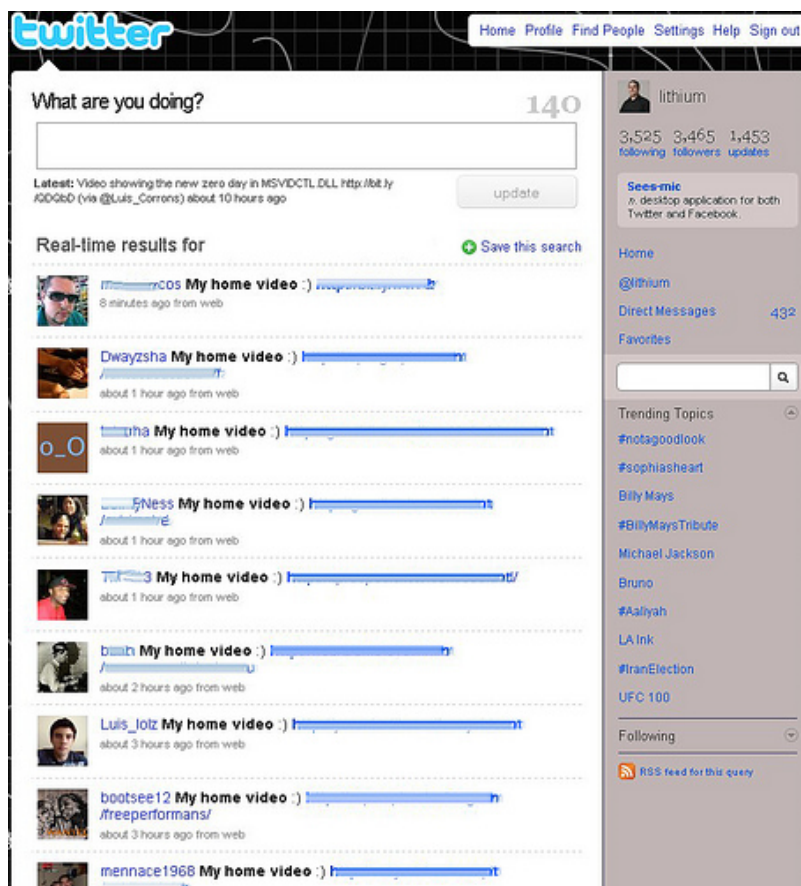 twitter
Home Profile Find People Settings Help Sign out
What are you doing?
140
Latest: Video showing the new zero day in MSVIDCTL.DLL http://bit.ly
/QDQbD (via @Luis_Corrons) about 10 hours ago
update
Real-time results for
Save this search
cos My home video :)
8 minutes ago from web
Dwayzsha My home video :)
about 1 hour ago from web
o_O
ha My home video :)
about 1 hour ago from web
Ness My home video :)
about 1 hour ago from web
3 My home video :)
about 1 hour ago from web
My home video :)
about 2 hours ago from web
Luis_lolz My home video :)
about 3 hours ago from web
bootsee12 My home video :)
/freeperformans/
about 3 hours ago from web
mennace1968 My home video :)
lithium
3,525 3,465 1,453
following followers updates
Sees·mic
n. desktop application for both
Twitter and Facebook.
Home
@lithium
Direct Messages 432
Favorites
Trending Topics
#notagoodlook
#sophiasheart
Billy Mays
#BillyMaysTribute
Michael Jackson
Bruno
#Aaliyah
LA Ink
#IranElection
UFC 100
Following
RSS feed for this query